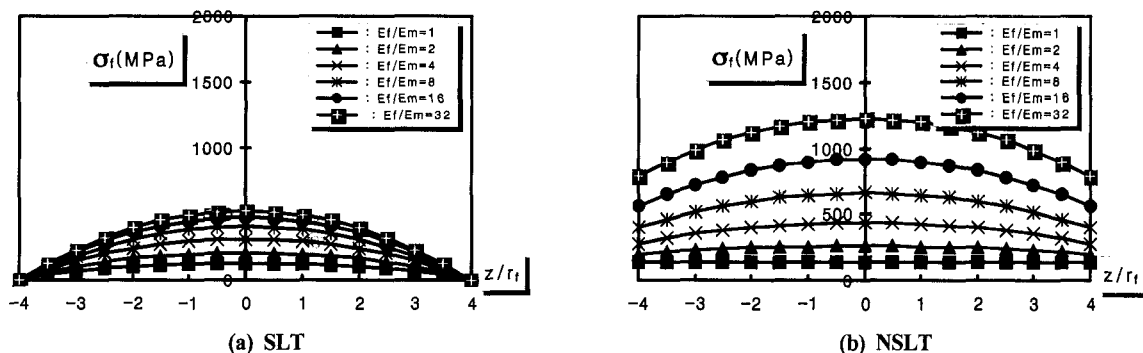 2000
σf(MPa)
1500
1000
500
0
: Ef/Em=1
: Ef/Em=2
: Ef/Em=4
: Ef/Em=8
: Ef/Em=16
: Ef/Em=32
z/rf
-4 -3 -2 -1 0 1 2 3 4
(a) SLT
2000
σf(MPa)
1500
1000
500
0
: Ef/Em=1
: Ef/Em=2
: Ef/Em=4
: Ef/Em=8
: Ef/Em=16
: Ef/Em=32
z/rf
-4 -3 -2 -1 0 1 2 3 4
(b) NSLT